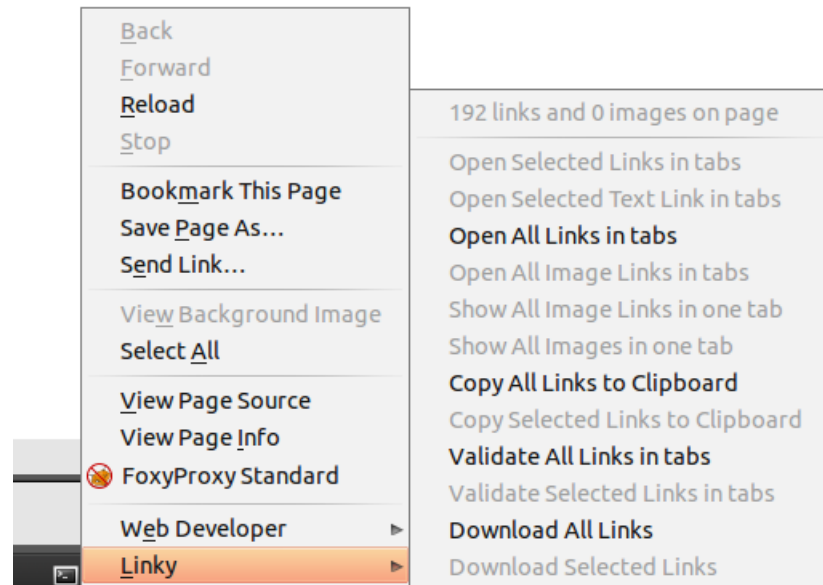 Back
Forward
Reload
Stop
Bookmark This Page
Save Page As...
Send Link...
View Background Image
Select All
View Page Source
View Page Info
FoxyProxy Standard
Web Developer
Linky
192 links and 0 images on page
Open Selected Links in tabs
Open Selected Text Link in tabs
Open All Links in tabs
Open All Image Links in tabs
Show All Image Links in one tab
Show All Images in one tab
Copy All Links to Clipboard
Copy Selected Links to Clipboard
Validate All Links in tabs
Validate Selected Links in tabs
Download All Links
Download Selected Links